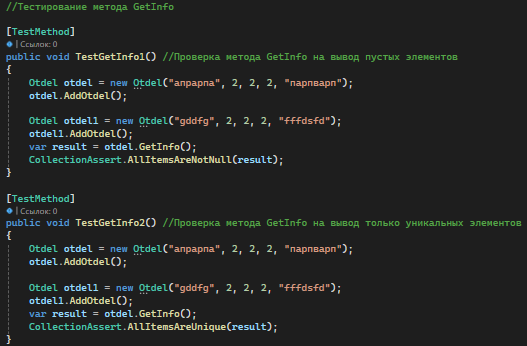 //Тестирование метода GetInfo
[TestMethod]
| Ссылок: 0
public void TestGetInfo1() //Проверка метода GetInfo на вывод пустых элементов
{
Otdel otdel = new Otdel("апрарпа", 2, 2, 2, "парпварп");
otdel.AddOtdel();
Otdel otdel1 = new Otdel("gddfg", 2, 2, 2, "fffdsfd");
otdel1.AddOtdel();
var result = otdel.GetInfo();
CollectionAssert.AllItemsAreNotNull(result);
}
[TestMethod]
| Ссылок: 0
public void TestGetInfo2() //Проверка метода GetInfo на вывод только уникальных элементов
{
Otdel otdel = new Otdel("апрарпа", 2, 2, 2, "парпварп");
otdel.AddOtdel();
Otdel otdel1 = new Otdel("gddfg", 2, 2, 2, "fffdsfd");
otdel1.AddOtdel();
var result = otdel.GetInfo();
CollectionAssert.AllItemsAreUnique(result);
}